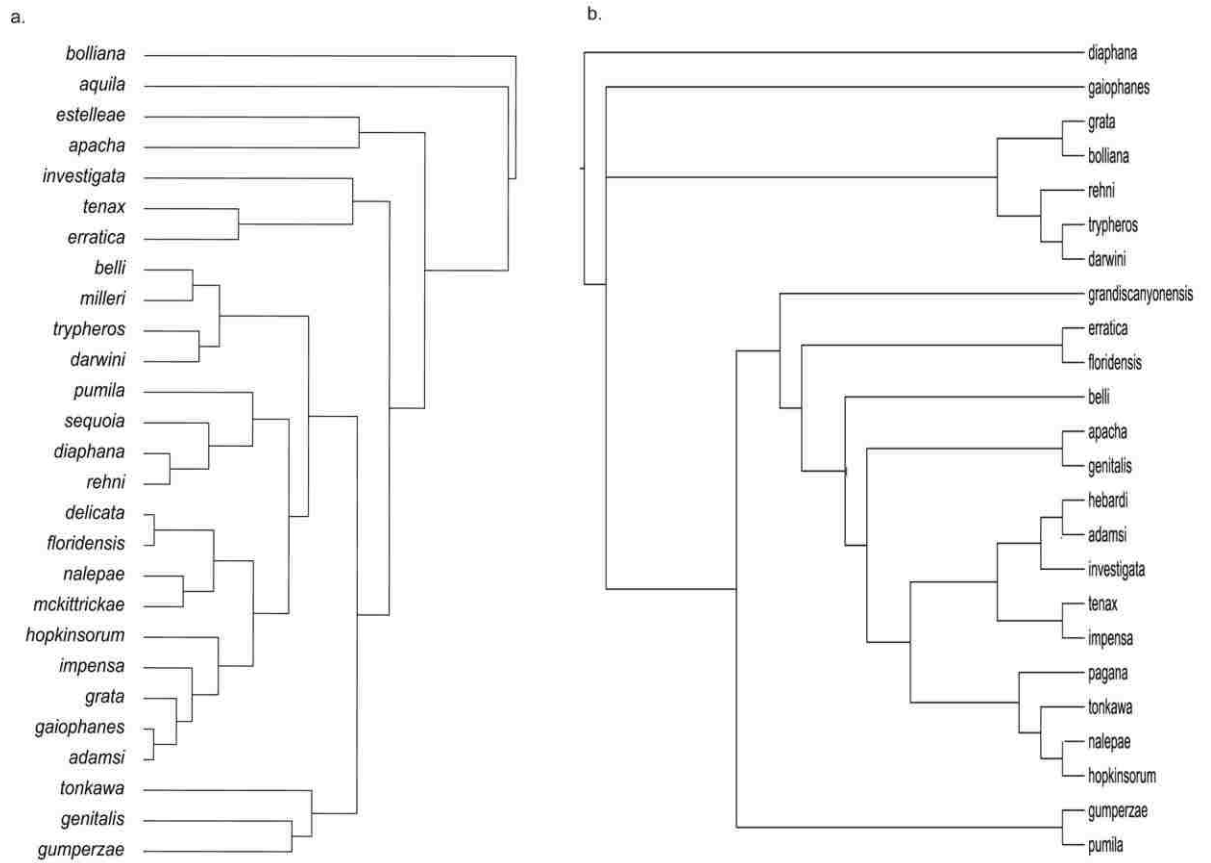 a.
bolliana
aquila
estelleae
apacha
investigata
tenax
erratica
belli
milleri
trypheros
darwini
pumila
sequoia
diaphana
rehni
delicata
floridensis
nalepae
mckittrickae
hopkinsorum
impensa
grata
gaiophanes
adamsi
tonkawa
genitalis
gumperzae
b.
diaphana
gaiophanes
grata
bolliana
rehni
trypheros
darwini
grandiscanyonensis
erratica
floridensis
belli
apacha
genitalis
hebardi
adamsi
investigata
tenax
impensa
pagana
tonkawa
nalepae
hopkinsorum
gumperzae
pumila